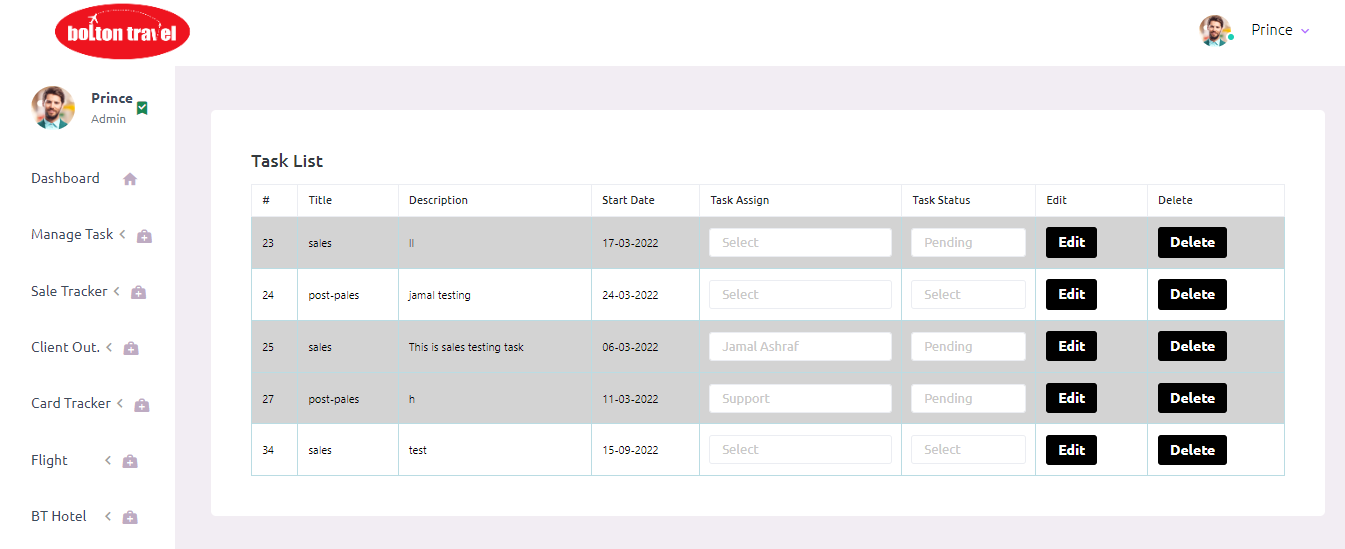 bolton travel
Prince
Prince
Admin
Dashboard
Manage Task
Sale Tracker
Client Out.
Card Tracker
Flight
BT Hotel
Task List
# Title Description Start Date Task Assign Task Status Edit Delete
23 sales ll 17-03-2022 Select Pending Edit Delete
24 post-pales jamal testing 24-03-2022 Select Select Edit Delete
25 sales This is sales testing task 06-03-2022 Jamal Ashraf Pending Edit Delete
27 post-pales h 11-03-2022 Support Pending Edit Delete
34 sales test 15-09-2022 Select Select Edit Delete